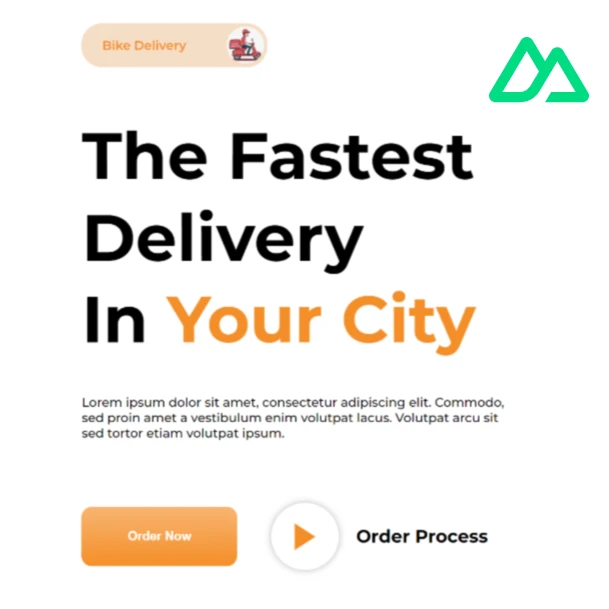 Bike Delivery
The Fastest
Delivery
In Your City
Lorem ipsum dolor sit amet, consectetur adipiscing elit. Commodo,
sed proin amet a vestibulum enim volutpat lacus. Volutpat arcu sit
sed tortor etiam volutpat ipsum.
Order Now
Order Process